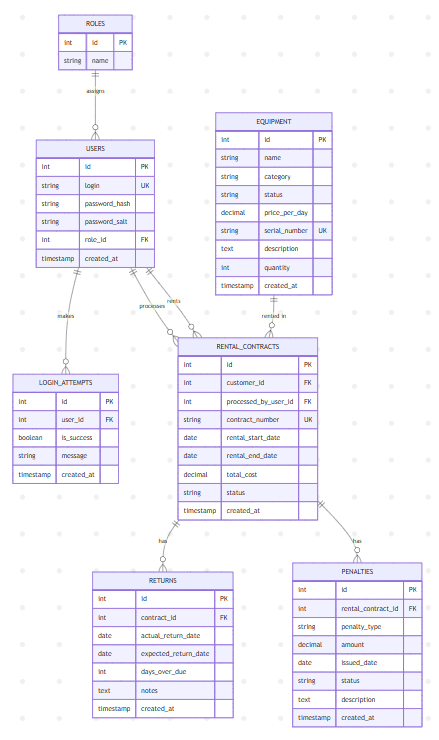 ROLES
int id PK
string name
assigns
USERS
int id PK
string login UK
string password_hash
string password_salt
int role_id FK
timestamp created_at
EQUIPMENT
int id PK
string name
string category
string status
decimal price_per_day
string serial_number UK
text description
int quantity
timestamp created_at
makes
processes
rents
rented in
LOGIN_ATTEMPTS
int id PK
int user_id FK
boolean is_success
string message
timestamp created_at
RENTAL_CONTRACTS
int id PK
int customer_id FK
int processed_by_user_id FK
string contract_number UK
date rental_start_date
date rental_end_date
decimal total_cost
string status
timestamp created_at
has
has
RETURNS
int id PK
int contract_id FK
date actual_return_date
date expected_return_date
int days_over_due
text notes
timestamp created_at
PENALTIES
int id PK
int rental_contract_id FK
string penalty_type
decimal amount
date issued_date
string status
text description
timestamp created_at